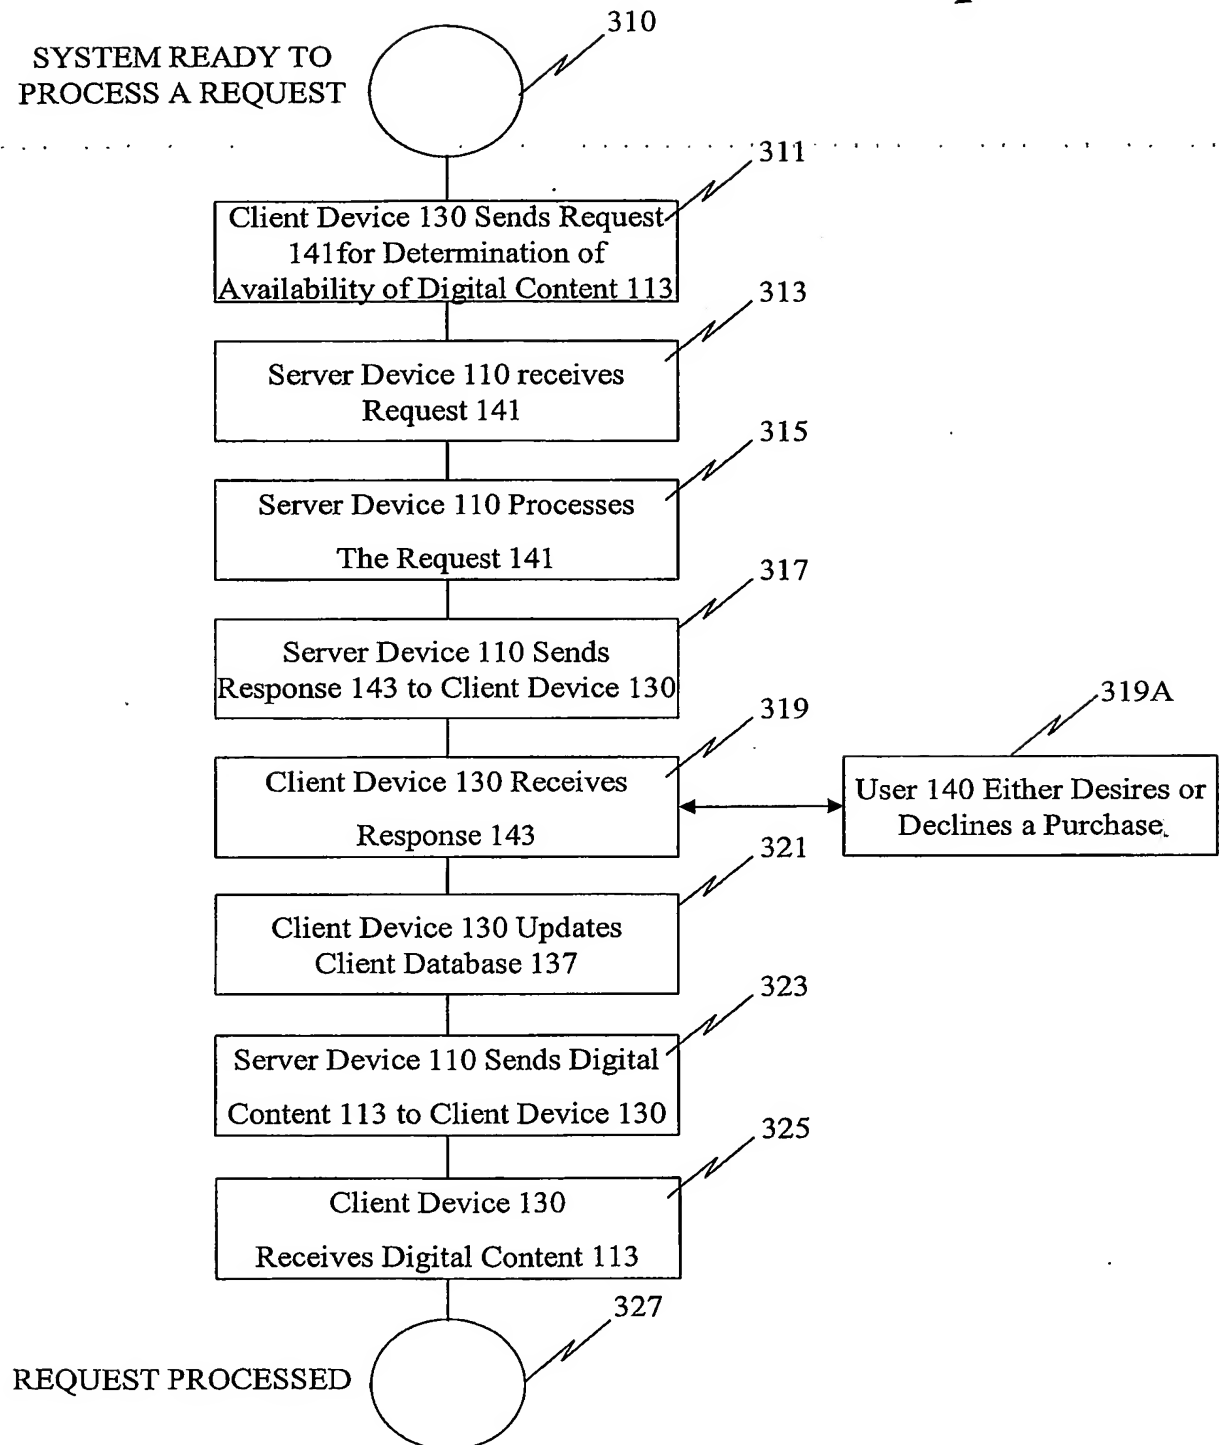 310
SYSTEM READY TO
PROCESS A REQUEST
311
Client Device 130 Sends Request
141for Determination of
Availability of Digital Content 113
313
Server Device 110 receives
Request 141
315
Server Device 110 Processes
The Request 141
317
Server Device 110 Sends
Response 143 to Client Device 130
319
Client Device 130 Receives
Response 143
319A
User 140 Either Desires or
Declines a Purchase.
321
Client Device 130 Updates
Client Database 137
323
Server Device 110 Sends Digital
Content 113 to Client Device 130
325
Client Device 130
Receives Digital Content 113
327
REQUEST PROCESSED